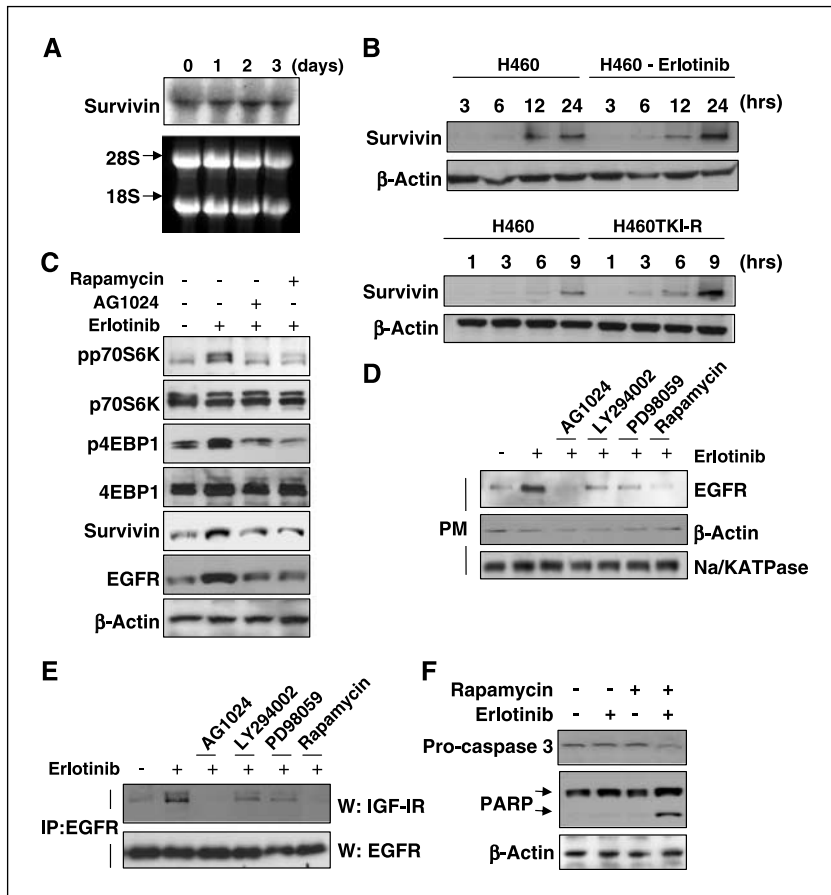 A
0 1 2 3 (days)
Survivin
28S
18S
B
H460 H460 - Erlotinib
3 6 12 24 3 6 12 24 (hrs)
Survivin
β-Actin
H460 H460TKI-R
1 3 6 9 1 3 6 9 (hrs)
Survivin
β-Actin
C
Rapamycin - - - +
AG1024 - - + -
Erlotinib - + + +
pp70S6K
p70S6K
p4EBP1
4EBP1
Survivin
EGFR
β-Actin
D
AG1024 LY294002 PD98059 Rapamycin
- + + + + + Erlotinib
EGFR
PM
β-Actin
Na/KATPase
E
AG1024 LY294002 PD98059 Rapamycin
Erlotinib - + + + + +
W: IGF-IR
IP:EGFR
W: EGFR
F
Rapamycin - - + +
Erlotinib - + - +
Pro-caspase 3
PARP
β-Actin